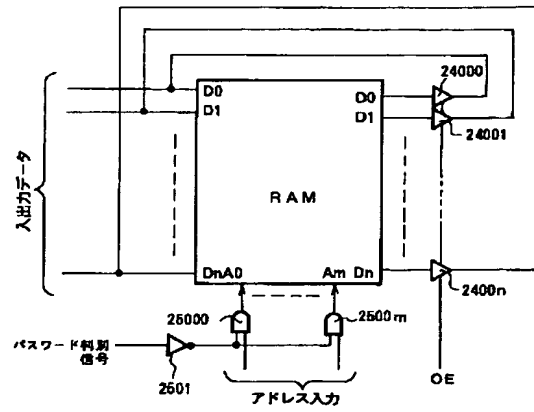 24000
D0
D0
D1
D1
24001
入出力データ
RAM
DnA0
Am Dn
2400n
25000
2500m
パスワード判別
信号
2501
OE
アドレス入力